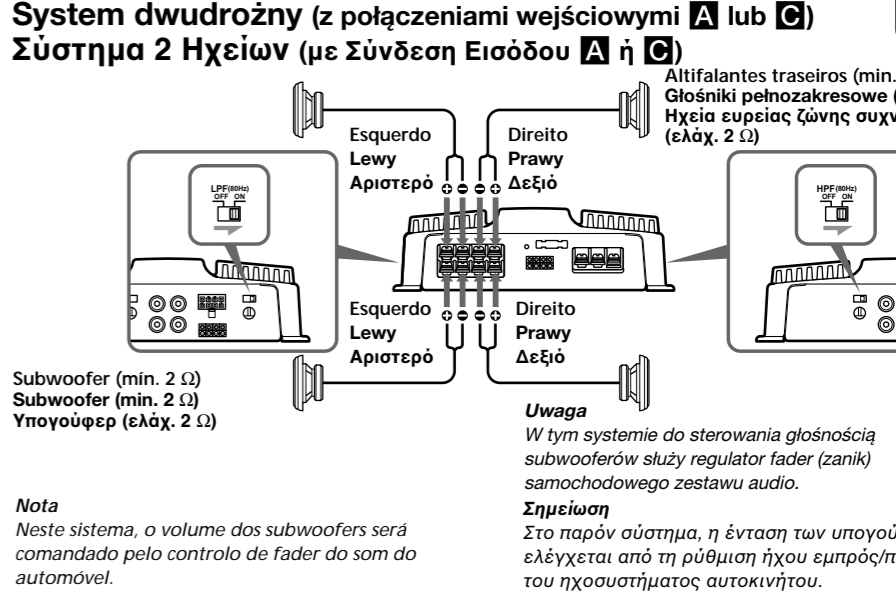 System dwudrożny (z połączeniami wejściowymi A lub C)
Σύστημα 2 Ηχείων (με Σύνδεση Εισόδου A ή C)
Altifalantes traseiros (min.
Głośniki pełnozakresowe (
Ηχεία ευρείας ζώνης συχν
(ελάχ. 2 Ω)
Esquerdo
Lewy
Αριστερό
Direito
Prawy
Δεξιό
LPF(80Hz)
OFF ON
HPF(80Hz)
OFF ON
Esquerdo
Lewy
Αριστερό
Direito
Prawy
Δεξιό
Subwoofer (mín. 2 Ω)
Subwoofer (min. 2 Ω)
Υπογούφερ (ελάχ. 2 Ω)
Uwaga
W tym systemie do sterowania głośnością
subwooferów służy regulator fader (zanik)
samochodowego zestawu audio.
Nota
Neste sistema, o volume dos subwoofers será
comandado pelo controlo de fader do som do
automóvel.
Σημείωση
Στο παρόν σύστημα, η ένταση των υπογού
ελέγχεται από τη ρύθμιση ήχου εμπρός/π
του ηχοσυστήματος αυτοκινήτου.